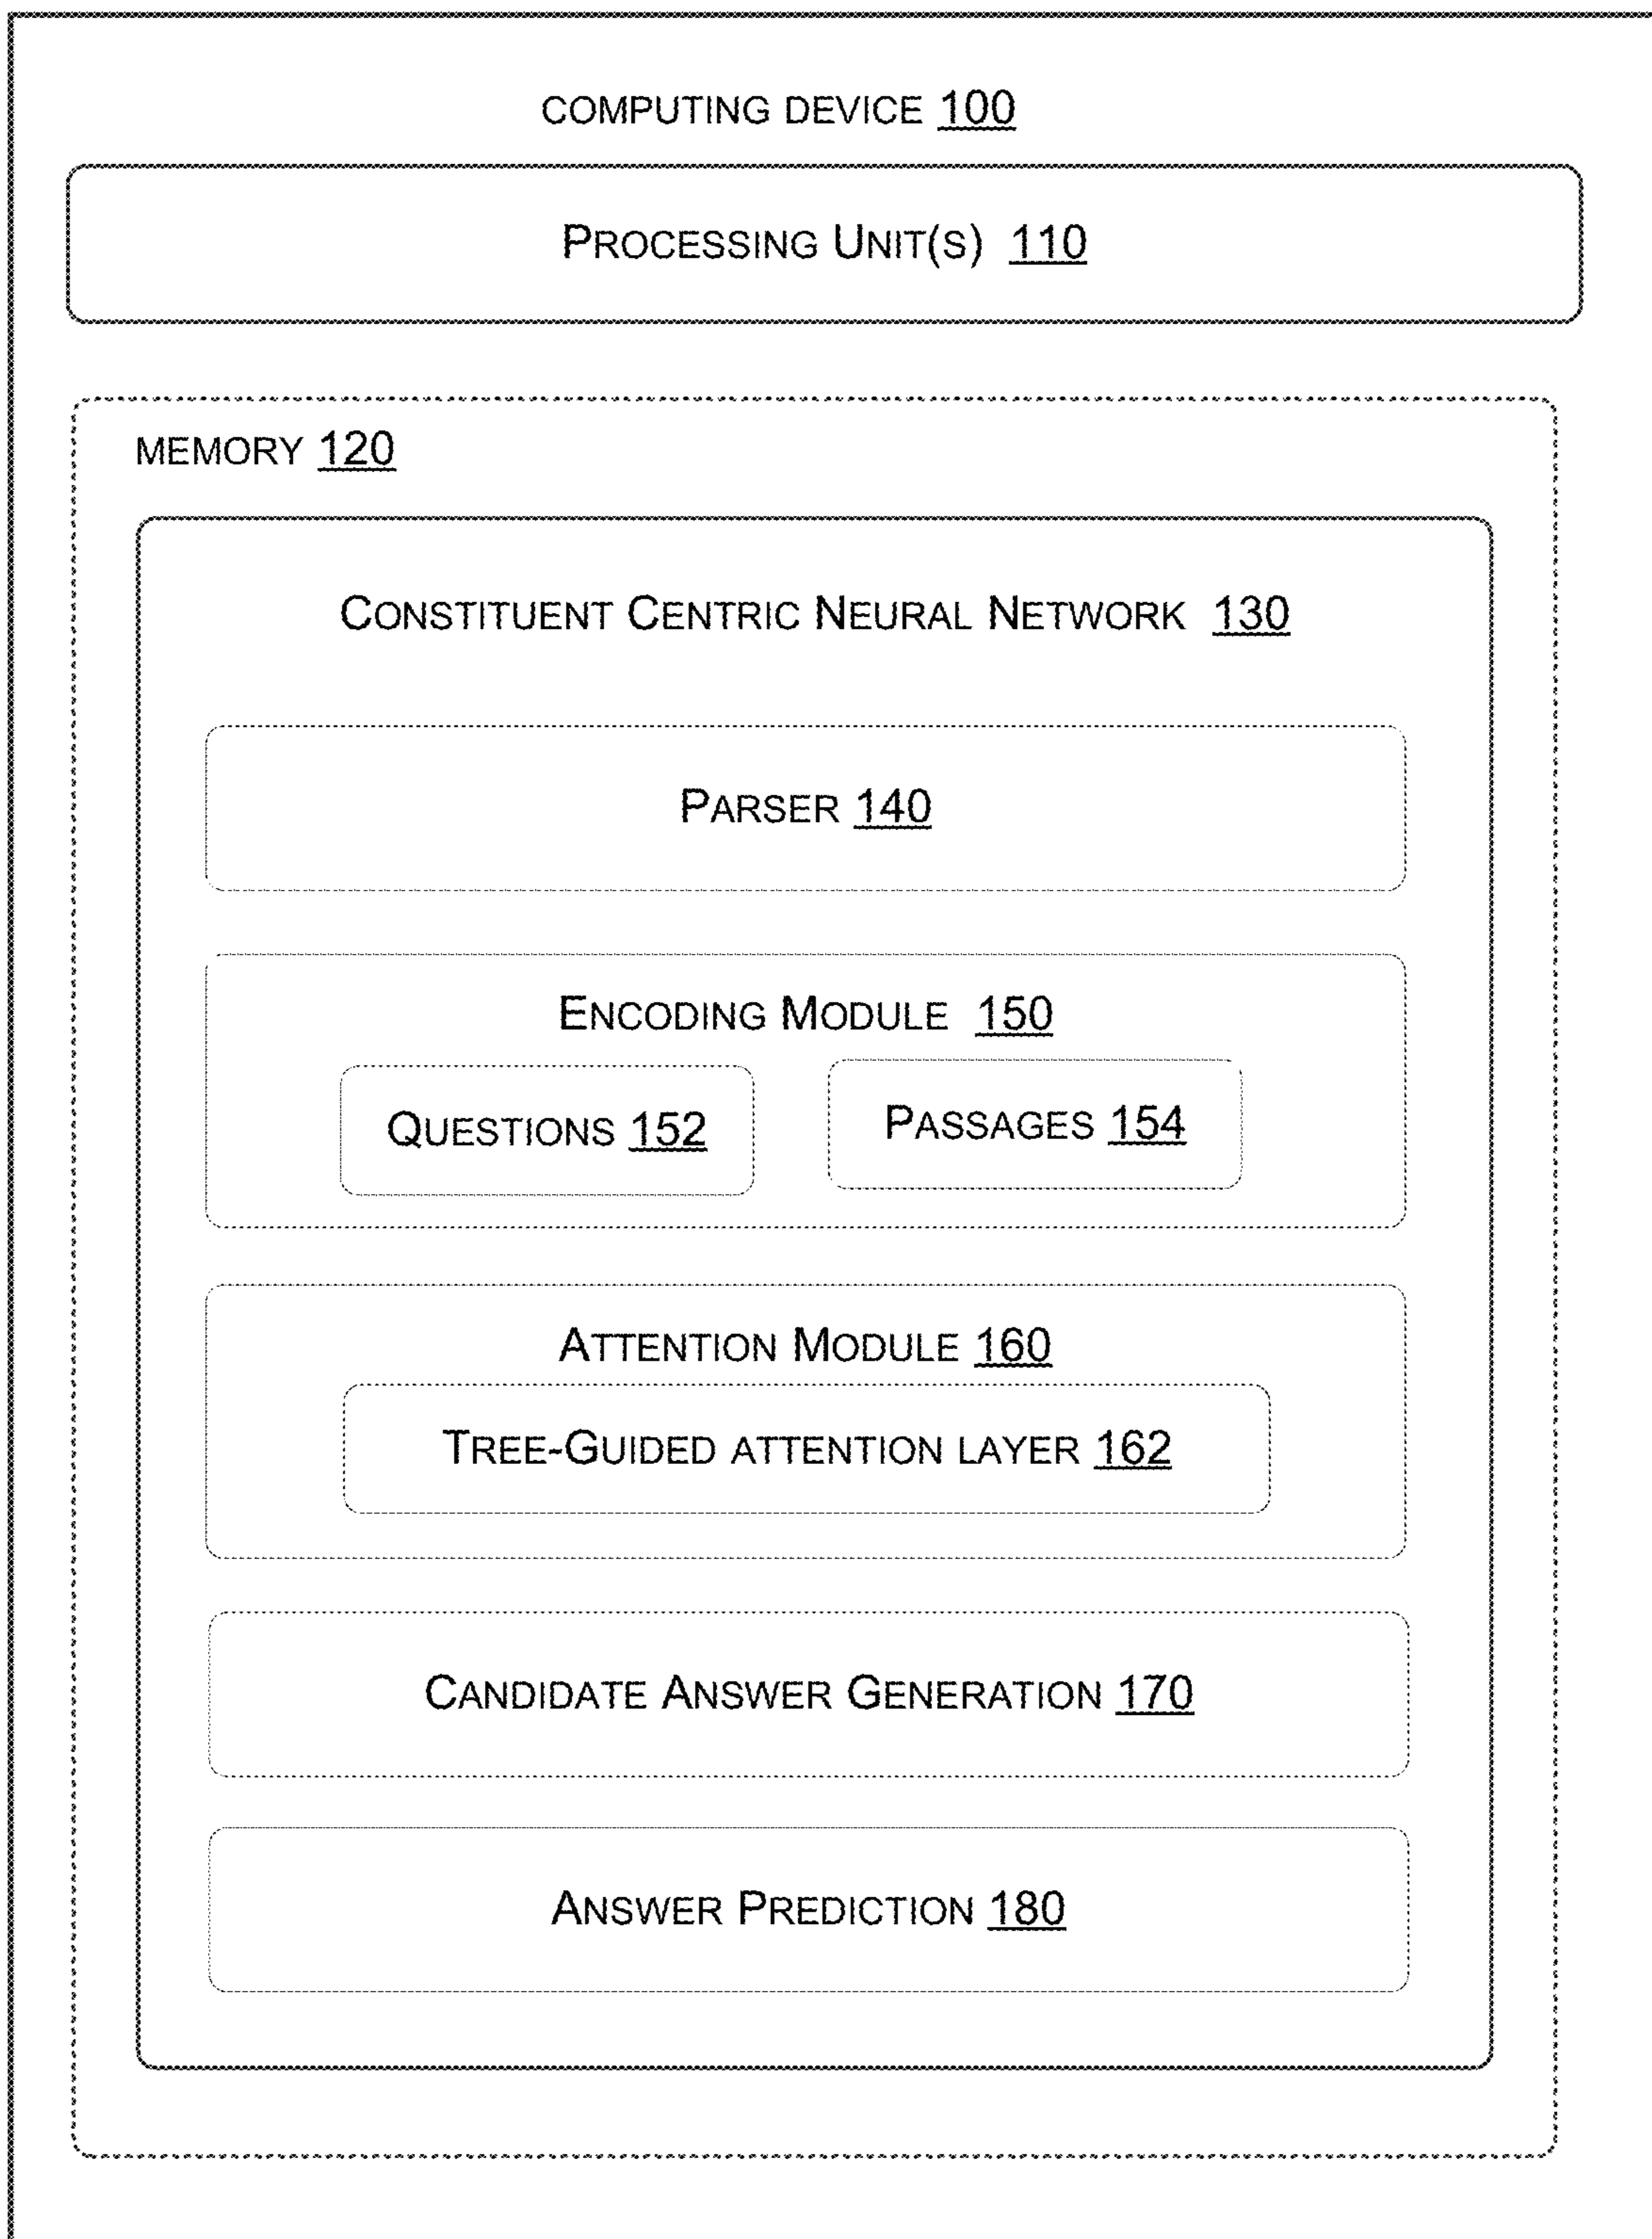 COMPUTING DEVICE 100
PROCESSING UNIT(S) 110
MEMORY 120
CONSTITUENT CENTRIC NEURAL NETWORK 130
PARSER 140
ENCODING MODULE 150
QUESTIONS 152 PASSAGES 154
ATTENTION MODULE 160
TREE-GUIDED ATTENTION LAYER 162
CANDIDATE ANSWER GENERATION 170
ANSWER PREDICTION 180